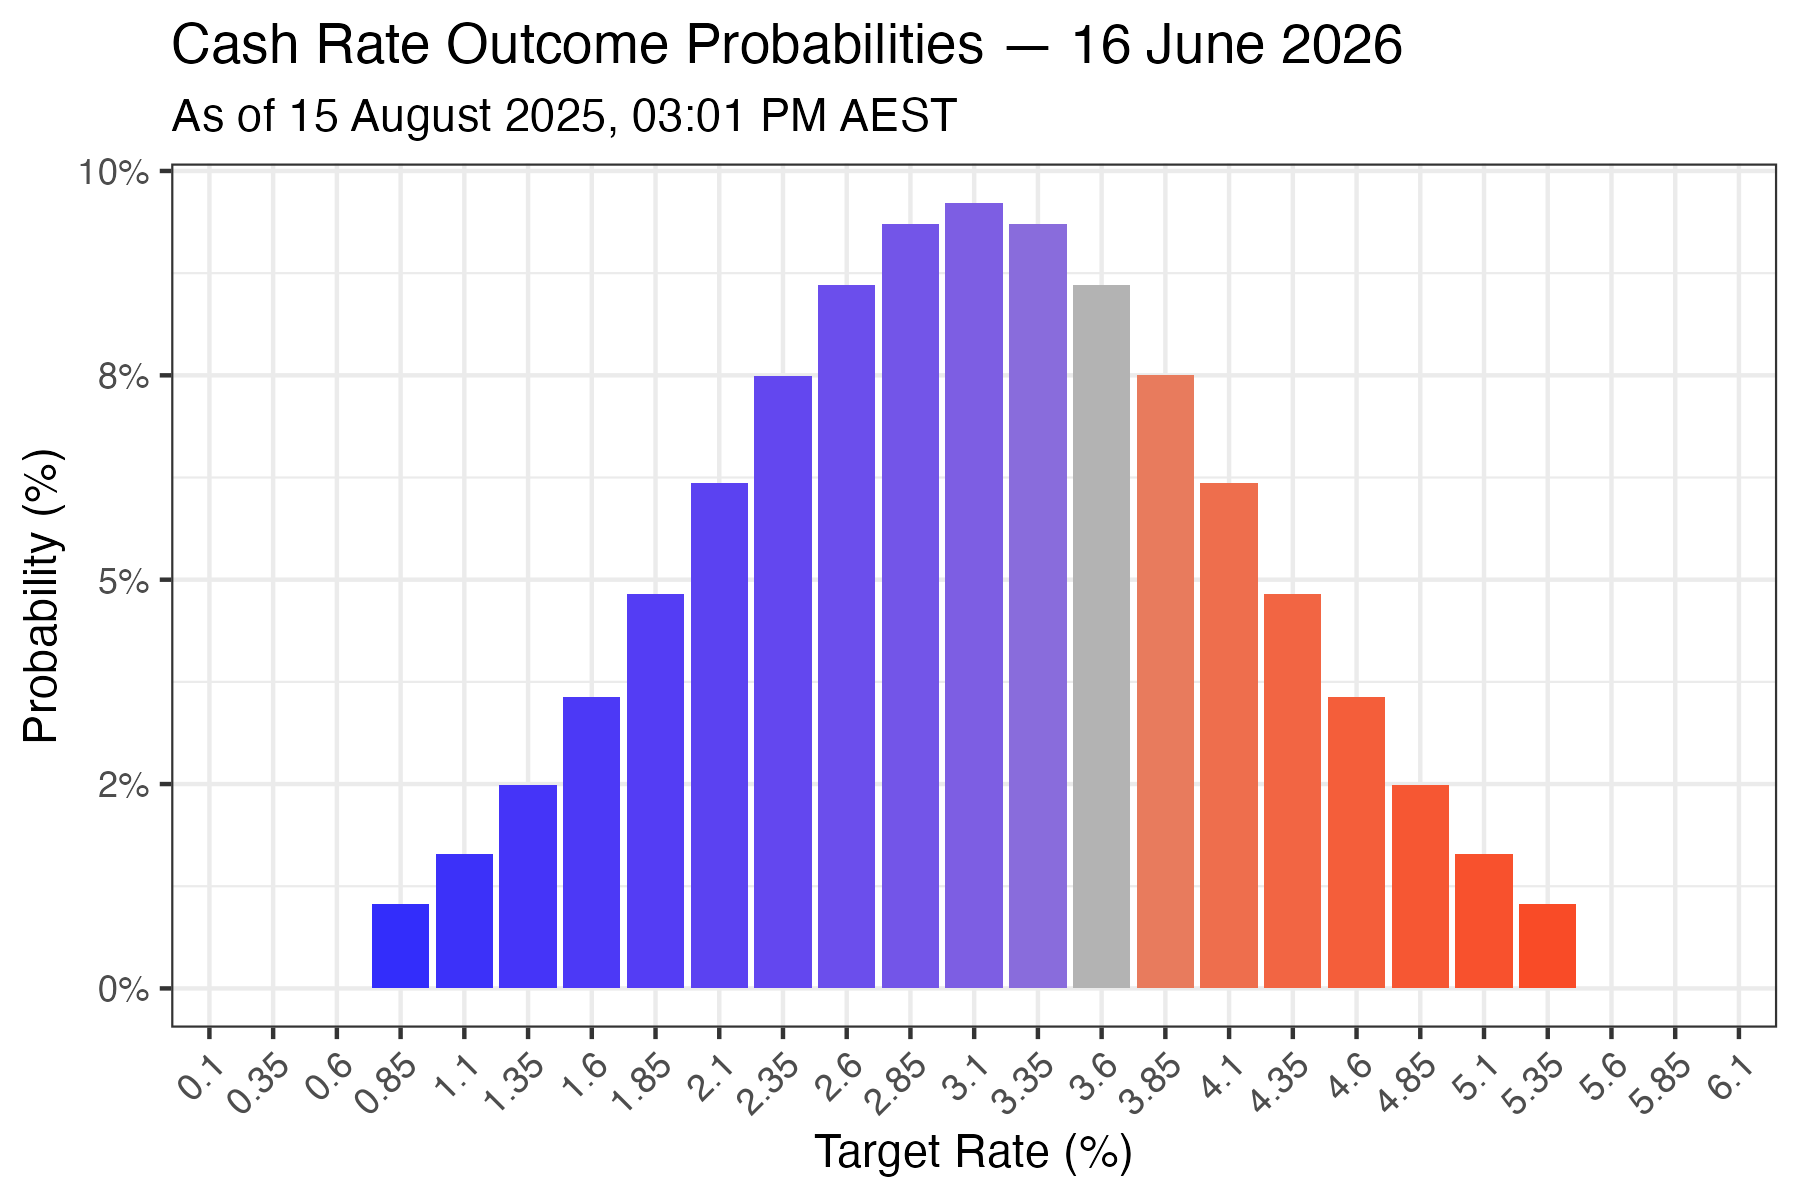 Cash Rate Outcome Probabilities — 16 June 2026
As of 15 August 2025, 03:01 PM AEST
Probability (%)
10%
8%
5%
2%
0%
0.1 0.35 0.6 0.85 1.1 1.35 1.6 1.85 2.1 2.35 2.6 2.85 3.1 3.35 3.6 3.85 4.1 4.35 4.6 4.85 5.1 5.35 5.6 5.85 6.1
Target Rate (%)